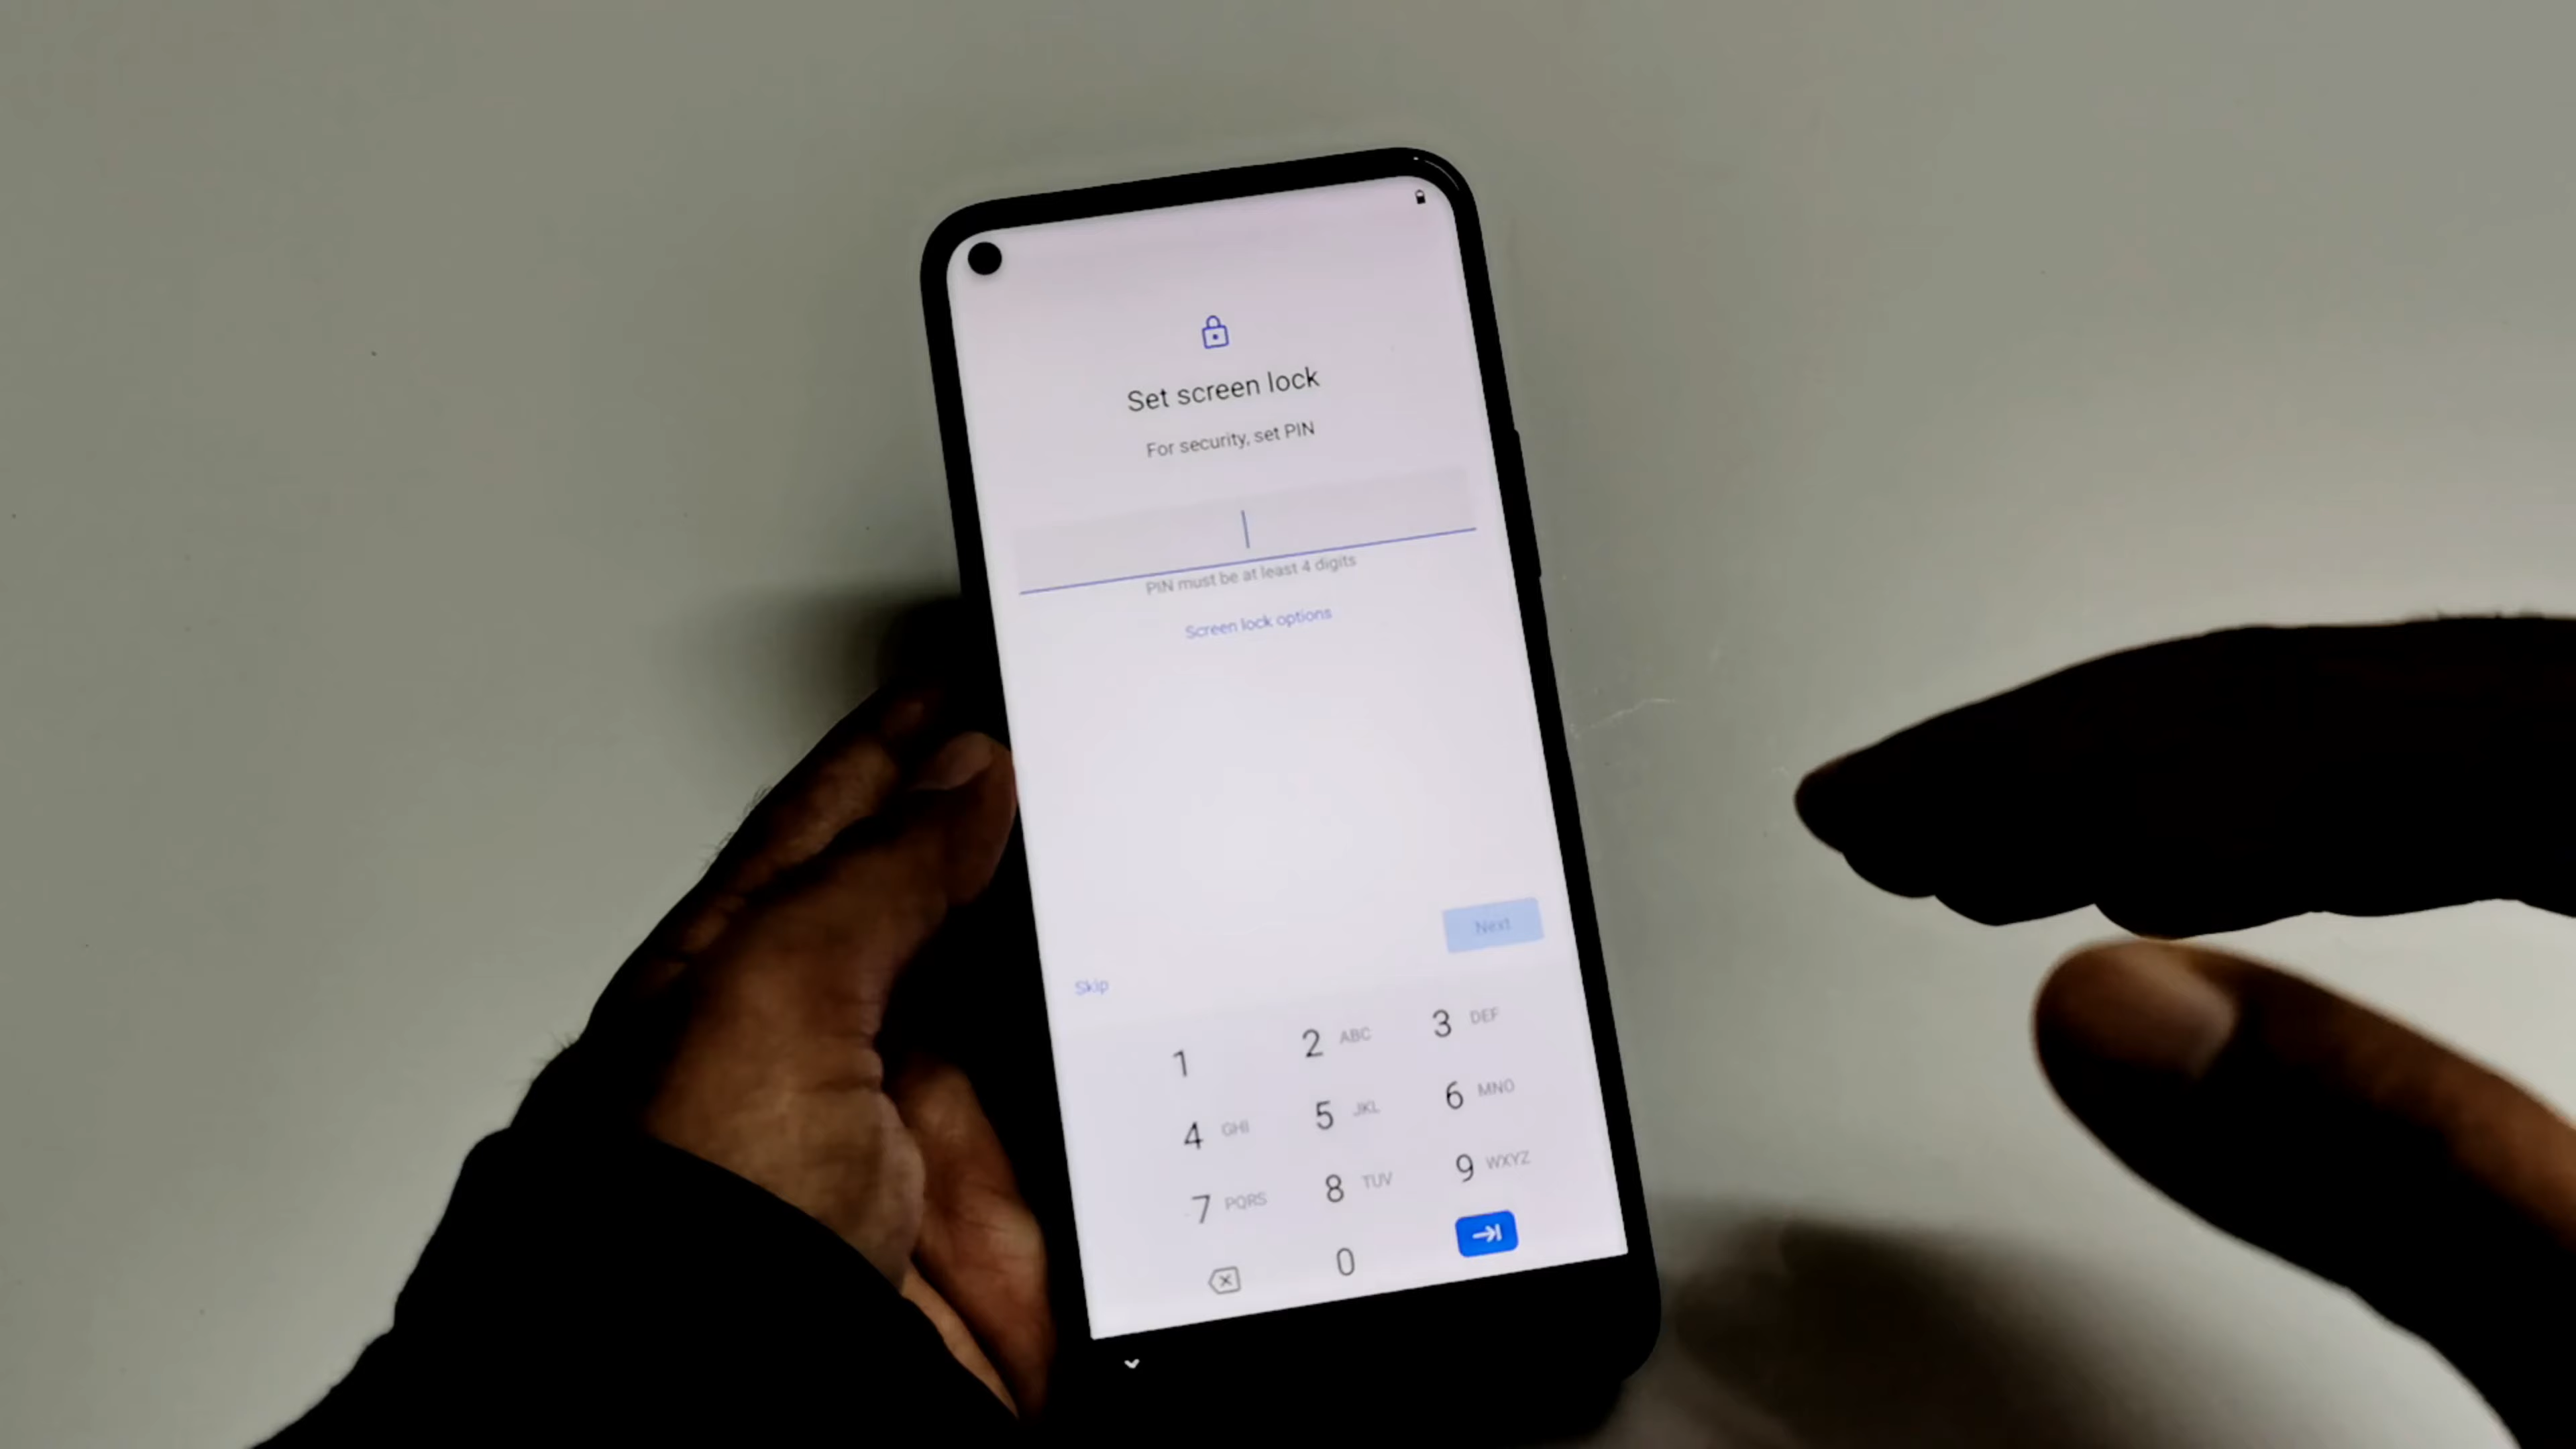 Set screen lock
For security, set PIN
PIN must be at least 4 digits
Screen lock options
Next
Skip
1 2 ABC 3 DEF
4 GHI 5 JKL 6 MNO
7 PQRS 8 TUV 9 WXYZ
0